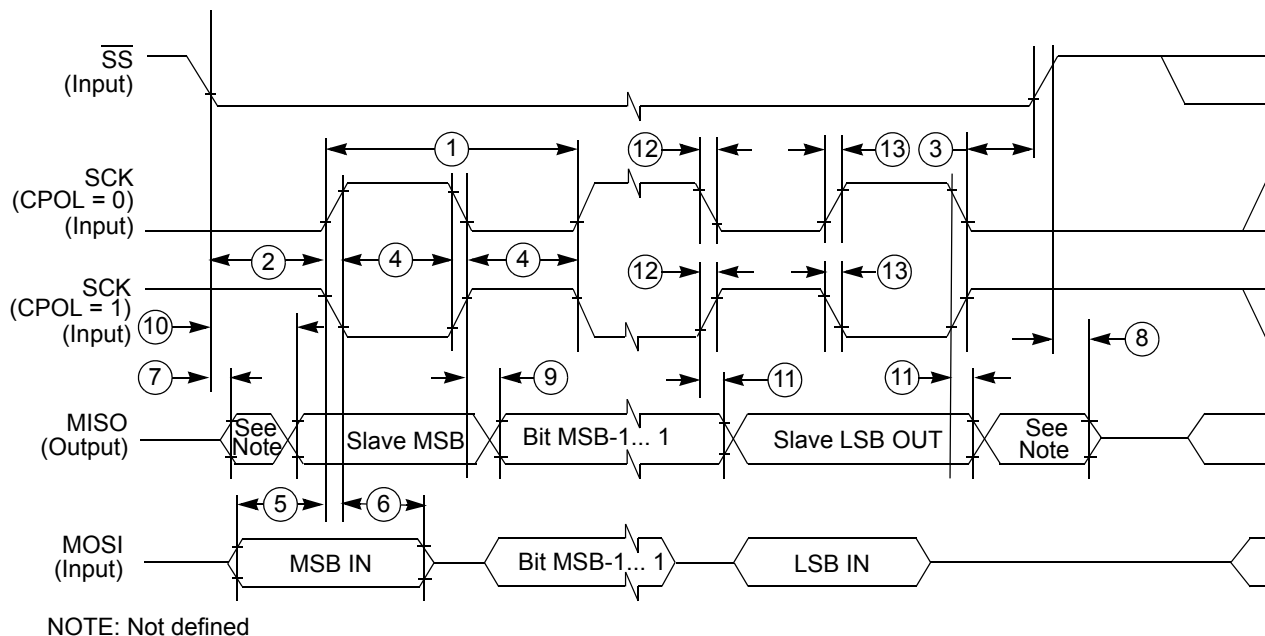 S̅S̅
(Input)
1
12
13
3
SCK
(CPOL = 0)
(Input)
2
4
4
12
13
SCK
(CPOL = 1)
(Input)
10
8
7
9
11
11
MISO
(Output)
See
Note
Slave MSB
Bit MSB-1... 1
Slave LSB OUT
See
Note
5
6
MOSI
(Input)
MSB IN
Bit MSB-1... 1
LSB IN
NOTE: Not defined